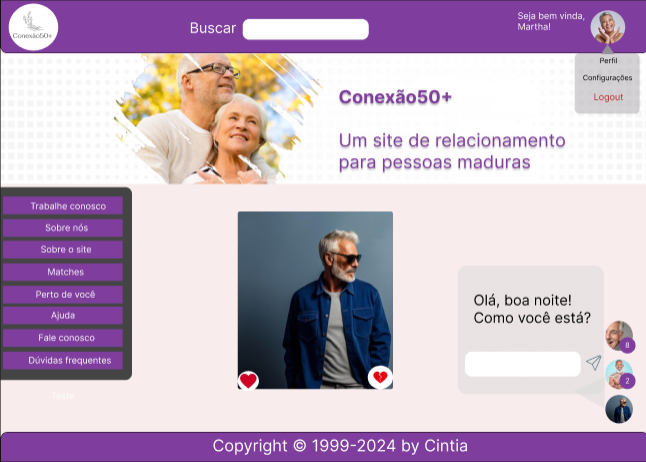 Conexão50+
Buscar
Seja bem vinda,
Martha!
Perfil
Configurações
Logout
Conexão50+
Um site de relacionamento
para pessoas maduras
Trabalhe conosco
Sobre nós
Sobre o site
Matches
Perto de você
Ajuda
Fale conosco
Dúvidas frequentes
Texto
Olá, boa noite!
Como você está?
8
2
Copyright © 1999-2024 by Cintia